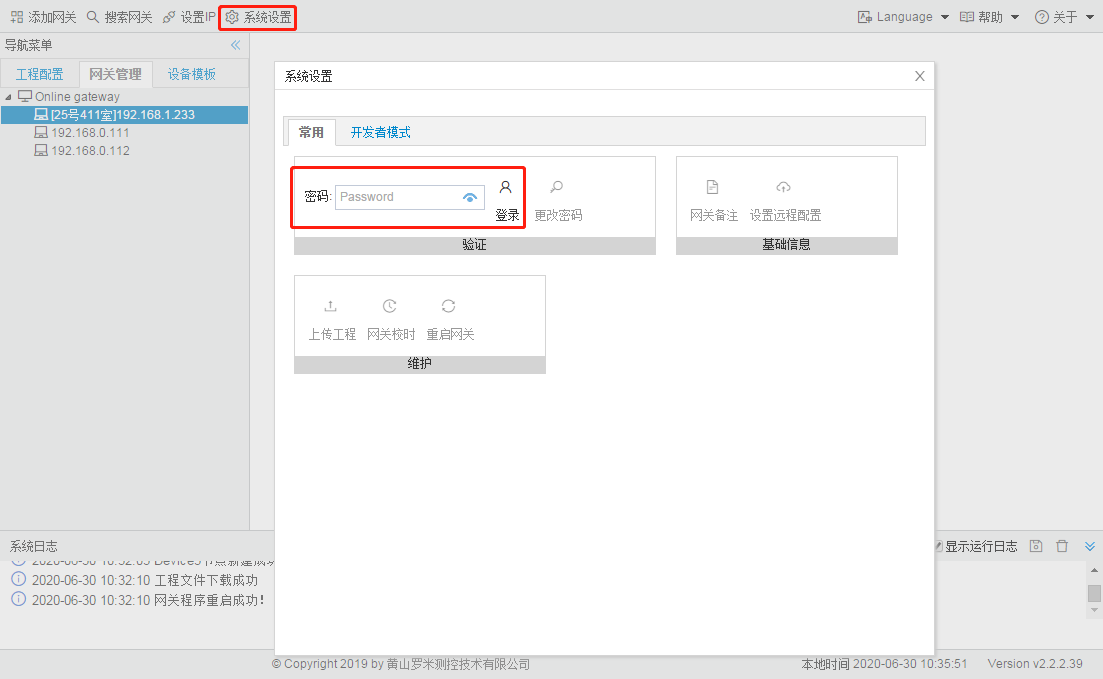 添加网关 搜索网关 设置IP 系统设置 Language 帮助 关于
导航菜单
工程配置 网关管理 设备模板
Online gateway
[25号411室]192.168.1.233
192.168.0.111
192.168.0.112
系统设置
常用 开发者模式
密码: Password 登录 更改密码
验证
网关备注 设置远程配置
基础信息
上传工程 网关校时 重启网关
维护
系统日志 显示运行日志
2020-06-30 10:32:10 工程文件下载成功
2020-06-30 10:32:10 网关程序重启成功!
© Copyright 2019 by 黄山罗米测控技术有限公司 本地时间 2020-06-30 10:35:51 Version v2.2.2.39